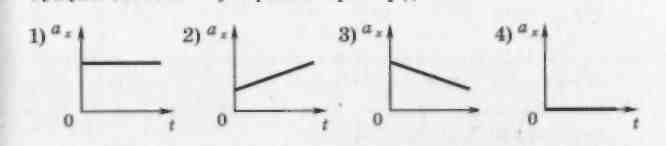 1) aₓ 2) aₓ 3) aₓ 4) aₓ
0 t 0 t 0 t 0 t